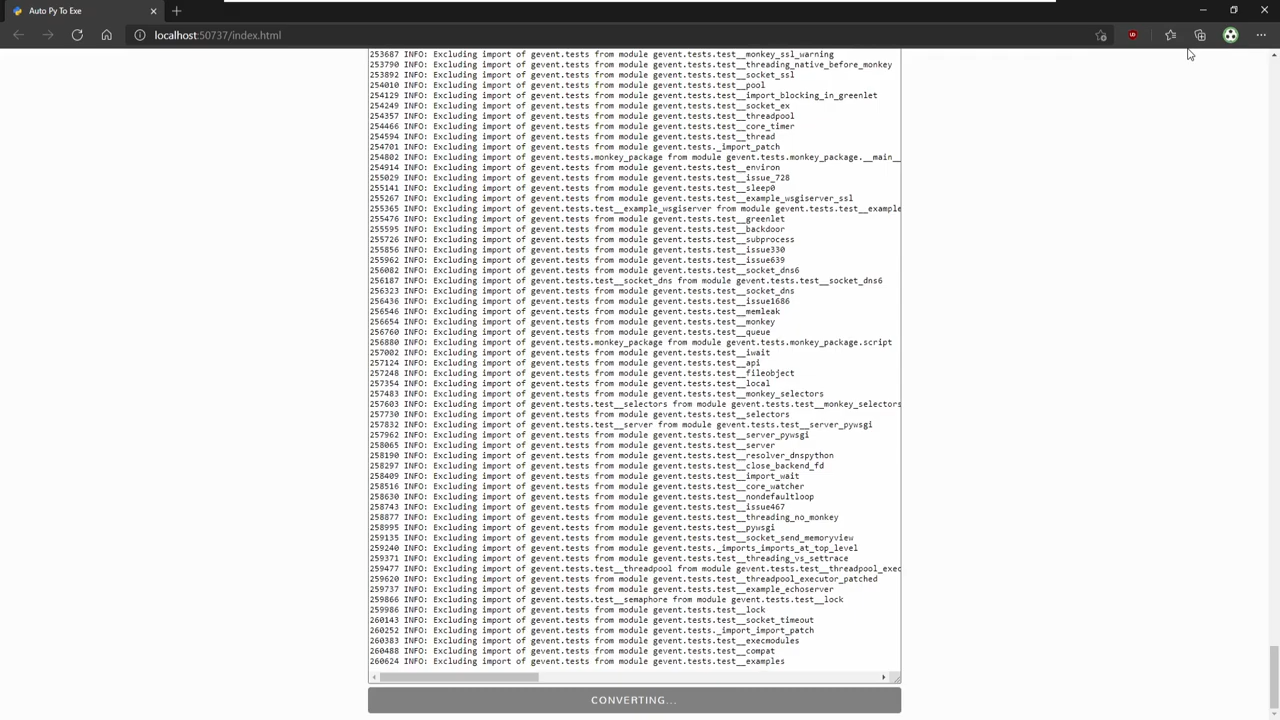 Auto Py To Exe
localhost:50737/index.html
253687 INFO: Excluding import of gevent.tests from module gevent.tests.test__monkey_ssl_warning
253790 INFO: Excluding import of gevent.tests from module gevent.tests.test__threading_native_before_monkey
253892 INFO: Excluding import of gevent.tests from module gevent.tests.test__socket_ssl
254010 INFO: Excluding import of gevent.tests from module gevent.tests.test__pool
254129 INFO: Excluding import of gevent.tests from module gevent.tests.test__import_blocking_in_greenlet
254249 INFO: Excluding import of gevent.tests from module gevent.tests.test__socket_ex
254357 INFO: Excluding import of gevent.tests from module gevent.tests.test__threadpool
254466 INFO: Excluding import of gevent.tests from module gevent.tests.test__core_timer
254594 INFO: Excluding import of gevent.tests from module gevent.tests.test__thread
254701 INFO: Excluding import of gevent.tests from module gevent.tests._import_patch
254802 INFO: Excluding import of gevent.tests.monkey_package from module gevent.tests.monkey_package.__main__
254914 INFO: Excluding import of gevent.tests from module gevent.tests.test__environ
255029 INFO: Excluding import of gevent.tests from module gevent.tests.test__issue_728
255141 INFO: Excluding import of gevent.tests from module gevent.tests.test__sleep0
255267 INFO: Excluding import of gevent.tests from module gevent.tests.test__example_wsgiserver_ssl
255365 INFO: Excluding import of gevent.tests.test__example_wsgiserver from module gevent.tests.test__example
255476 INFO: Excluding import of gevent.tests from module gevent.tests.test__greenlet
255595 INFO: Excluding import of gevent.tests from module gevent.tests.test__backdoor
255726 INFO: Excluding import of gevent.tests from module gevent.tests.test__subprocess
255856 INFO: Excluding import of gevent.tests from module gevent.tests.test__issue330
255962 INFO: Excluding import of gevent.tests from module gevent.tests.test__issue639
256082 INFO: Excluding import of gevent.tests from module gevent.tests.test__socket_dns6
256187 INFO: Excluding import of gevent.tests.test__socket_dns from module gevent.tests.test__socket_dns6
256323 INFO: Excluding import of gevent.tests from module gevent.tests.test__socket_dns
256436 INFO: Excluding import of gevent.tests from module gevent.tests.test__issue1686
256546 INFO: Excluding import of gevent.tests from module gevent.tests.test__memleak
256654 INFO: Excluding import of gevent.tests from module gevent.tests.test__monkey
256760 INFO: Excluding import of gevent.tests from module gevent.tests.test__queue
256880 INFO: Excluding import of gevent.tests.monkey_package from module gevent.tests.monkey_package.script
257002 INFO: Excluding import of gevent.tests from module gevent.tests.test__iwait
257124 INFO: Excluding import of gevent.tests from module gevent.tests.test__api
257248 INFO: Excluding import of gevent.tests from module gevent.tests.test__fileobject
257354 INFO: Excluding import of gevent.tests from module gevent.tests.test__local
257483 INFO: Excluding import of gevent.tests from module gevent.tests.test__monkey_selectors
257603 INFO: Excluding import of gevent.tests.test__selectors from module gevent.tests.test__monkey_selectors
257730 INFO: Excluding import of gevent.tests from module gevent.tests.test__selectors
257832 INFO: Excluding import of gevent.tests.test__server from module gevent.tests.test__server_pywsgi
257962 INFO: Excluding import of gevent.tests from module gevent.tests.test__server_pywsgi
258065 INFO: Excluding import of gevent.tests from module gevent.tests.test__server
258190 INFO: Excluding import of gevent.tests from module gevent.tests.test__resolver_dnspython
258297 INFO: Excluding import of gevent.tests from module gevent.tests.test__close_backend_fd
258409 INFO: Excluding import of gevent.tests from module gevent.tests.test__import_wait
258516 INFO: Excluding import of gevent.tests from module gevent.tests.test__core_watcher
258630 INFO: Excluding import of gevent.tests from module gevent.tests.test__nondefaultloop
258743 INFO: Excluding import of gevent.tests from module gevent.tests.test__issue467
258877 INFO: Excluding import of gevent.tests from module gevent.tests.test__threading_no_monkey
258995 INFO: Excluding import of gevent.tests from module gevent.tests.test__pywsgi
259135 INFO: Excluding import of gevent.tests from module gevent.tests.test__socket_send_memoryview
259240 INFO: Excluding import of gevent.tests from module gevent.tests._imports_imports_at_top_level
259371 INFO: Excluding import of gevent.tests from module gevent.tests.test__threading_vs_settrace
259477 INFO: Excluding import of gevent.tests.test__threadpool from module gevent.tests.test__threadpool_exec
259620 INFO: Excluding import of gevent.tests from module gevent.tests.test__threadpool_executor_patched
259737 INFO: Excluding import of gevent.tests from module gevent.tests.test__example_echoserver
259866 INFO: Excluding import of gevent.tests.test__semaphore from module gevent.tests.test__lock
259986 INFO: Excluding import of gevent.tests from module gevent.tests.test__lock
260143 INFO: Excluding import of gevent.tests from module gevent.tests.test__socket_timeout
260252 INFO: Excluding import of gevent.tests from module gevent.tests._import_import_patch
260383 INFO: Excluding import of gevent.tests from module gevent.tests.test__execmodules
260488 INFO: Excluding import of gevent.tests from module gevent.tests.test__compat
260624 INFO: Excluding import of gevent.tests from module gevent.tests.test__examples
CONVERTING...